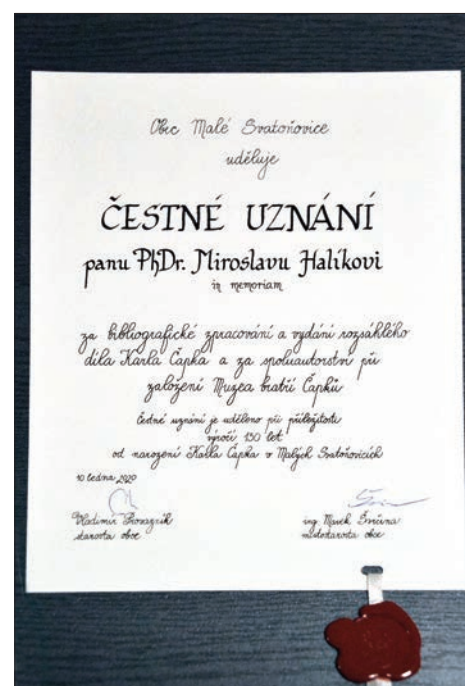 Obec Malé Svatoňovice
uděluje
ČESTNÉ UZNÁNÍ
panu PhDr. Miroslavu Halíkovi
in memoriam
za bibliografické zpracování a vydání rozsáhlého
díla Karla Čapka a za spoluautorství při
založení Muzea bratří Čapků
čestné uznání je uděleno při příležitosti
výročí 130 let
od narození Karla Čapka v Malých Svatoňovicích
10 ledna 2020
Vladimír Provazník
ing. Marek Švrčina
starosta obce
místostarosta obce